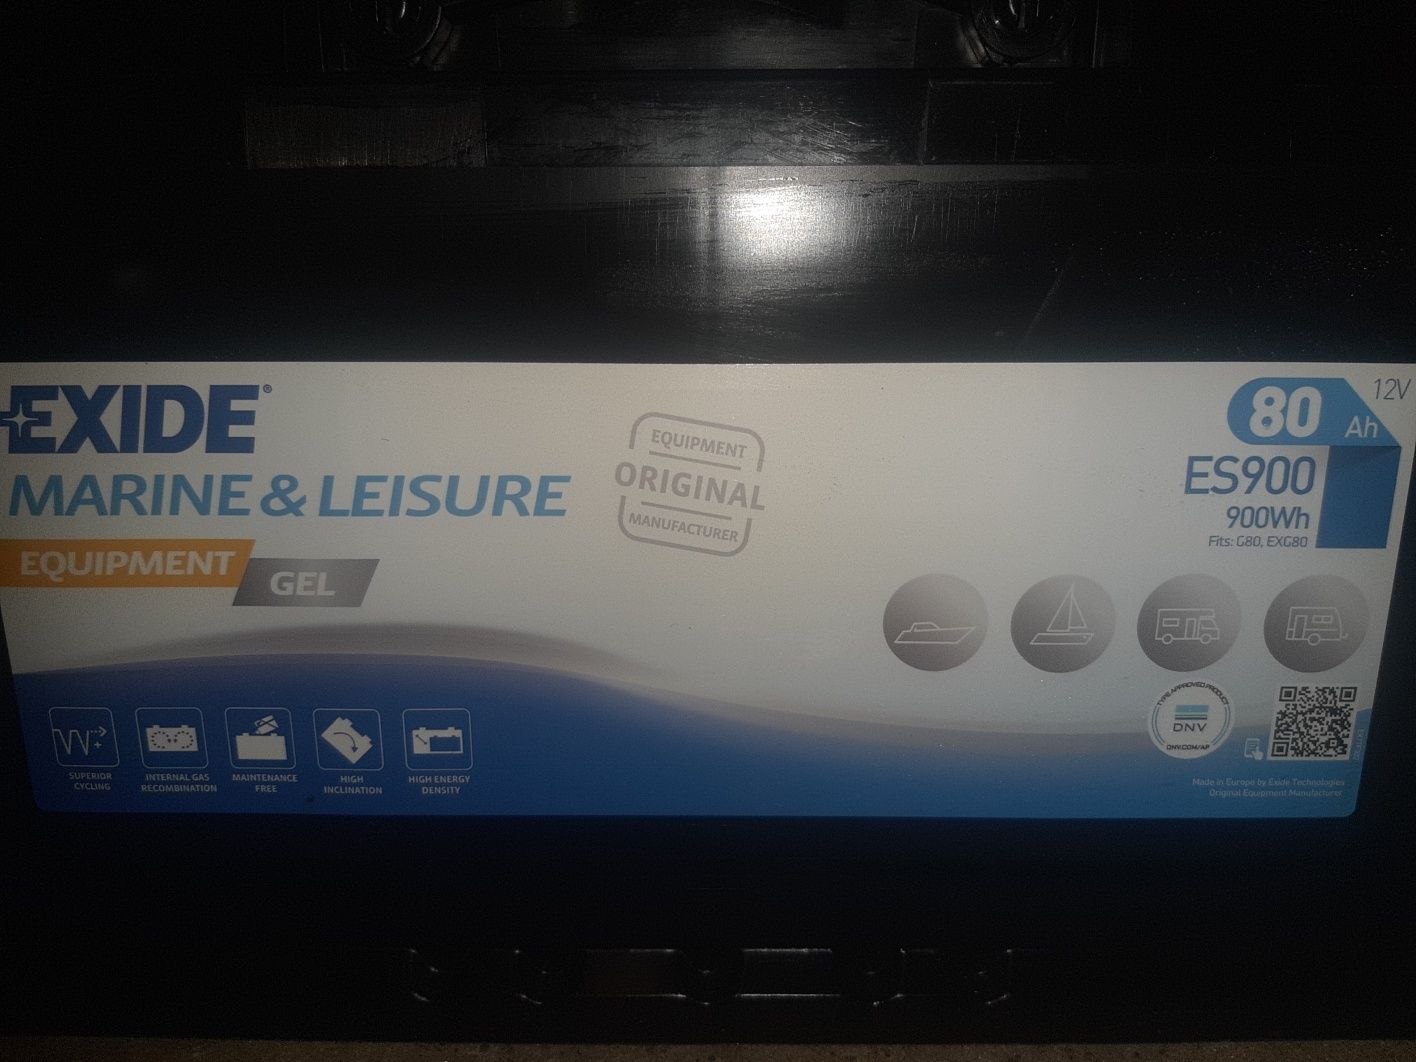 EXIDE®
MARINE & LEISURE
EQUIPMENT
GEL
EQUIPMENT
ORIGINAL
MANUFACTURER
12V
80 Ah
ES900
900Wh
Fits: G80, EXG80
SUPERIOR
CYCLING
INTERNAL GAS
RECOMBINATION
MAINTENANCE
FREE
HIGH
INCLINATION
HIGH ENERGY
DENSITY
TYPE APPROVED PRODUCT
DNV
DNV.COM/AP
Made in Europe by Exide Technologies
Original Equipment Manufacturer